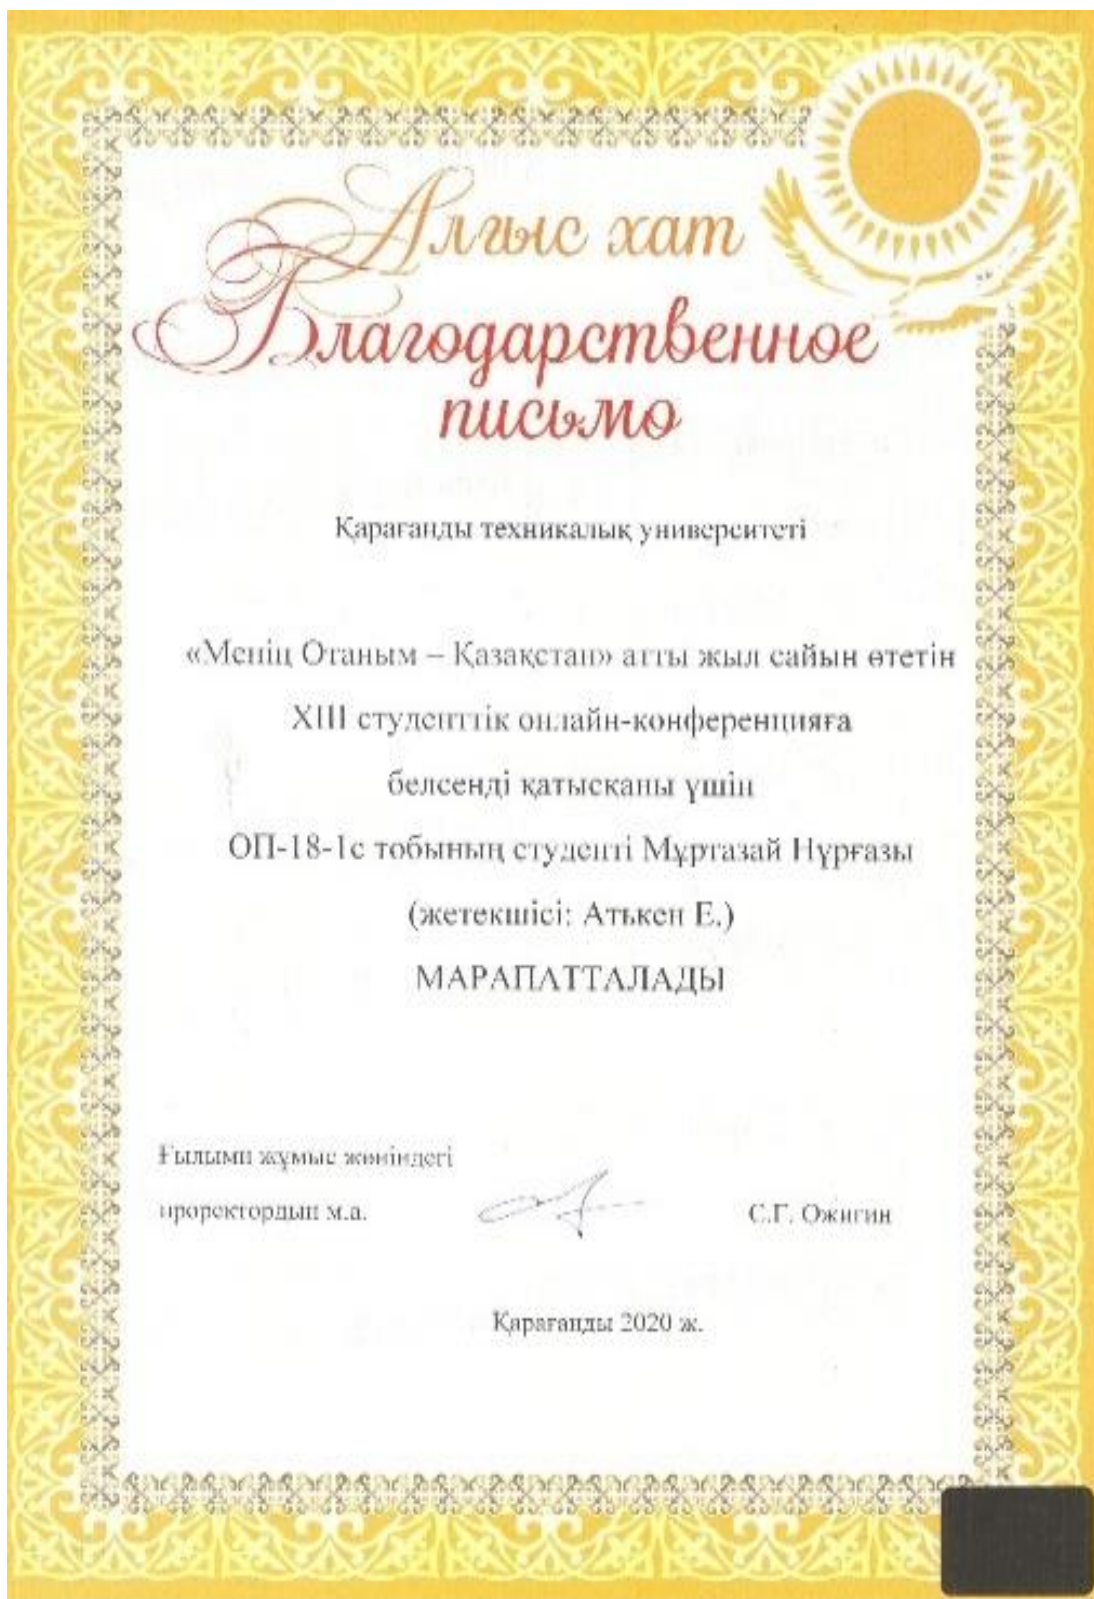 Алғыс хат
Благодарственное
письмо
Қарағанды техникалық университеті
«Менің Отаным – Қазақстан» атты жыл сайын өтетін
XIII студенттік онлайн-конференцияға
белсенді қатысқаны үшін
ОП-18-1с тобының студенті Мұртазай Нұрғазы
(жетекшісі: Атькен Е.)
МАРАПАТТАЛАДЫ
Ғылыми жұмыс жөніндегі
проректордың м.а.
С.Г. Ожигин
Қарағанды 2020 ж.